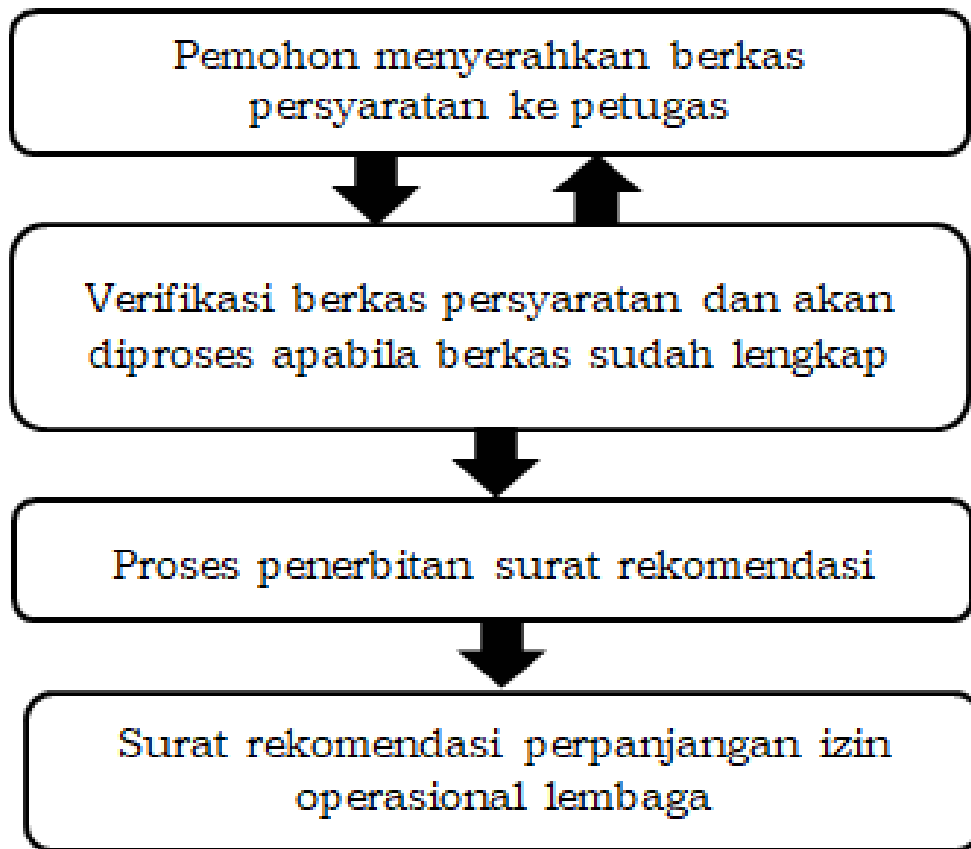 Pemohon menyerahkan berkas
persyaratan ke petugas
Verifikasi berkas persyaratan dan akan
diproses apabila berkas sudah lengkap
Proses penerbitan surat rekomendasi
Surat rekomendasi perpanjangan izin
operasional lembaga